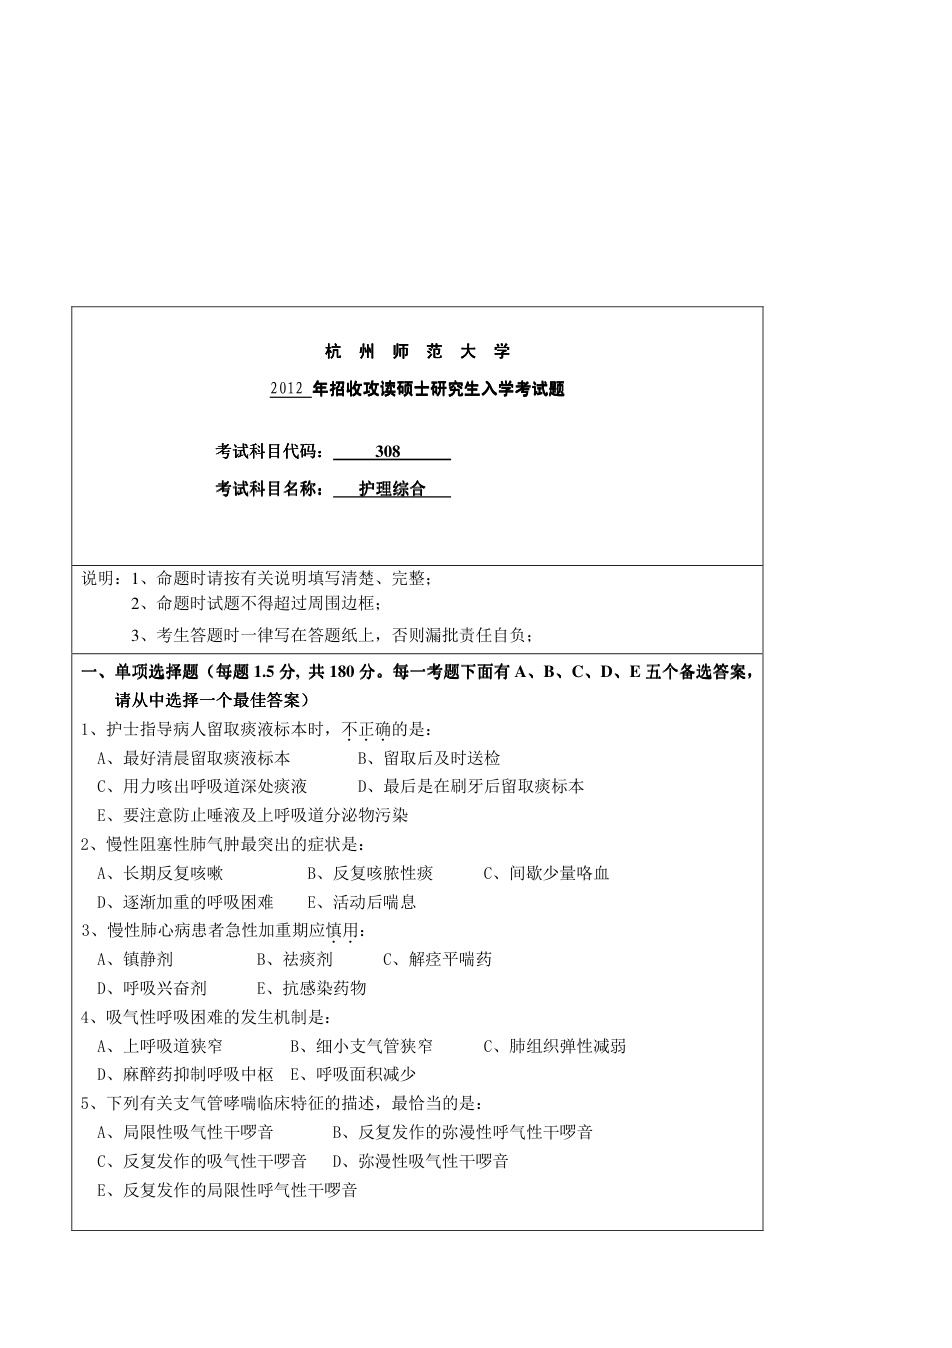 杭 州 师 范 大 学
2012 年招收攻读硕士研究生入学考试题
考试科目代码： 308
考试科目名称： 护理综合
说明：1、命题时请按有关说明填写清楚、完整；
2、命题时试题不得超过周围边框；
3、考生答题时一律写在答题纸上，否则漏批责任自负；
一、单项选择题（每题 1.5 分, 共 180 分。每一考题下面有 A、B、C、D、E 五个备选答案，
请从中选择一个最佳答案）
1、护士指导病人留取痰液标本时，不正确的是：
A、最好清晨留取痰液标本 B、留取后及时送检
C、用力咳出呼吸道深处痰液 D、最后是在刷牙后留取痰标本
E、要注意防止唾液及上呼吸道分泌物污染
2、慢性阻塞性肺气肿最突出的症状是：
A、长期反复咳嗽 B、反复咳脓性痰 C、间歇少量咯血
D、逐渐加重的呼吸困难 E、活动后喘息
3、慢性肺心病患者急性加重期应慎用：
A、镇静剂 B、祛痰剂 C、解痉平喘药
D、呼吸兴奋剂 E、抗感染药物
4、吸气性呼吸困难的发生机制是：
A、上呼吸道狭窄 B、细小支气管狭窄 C、肺组织弹性减弱
D、麻醉药抑制呼吸中枢 E、呼吸面积减少
5、下列有关支气管哮喘临床特征的描述，最恰当的是：
A、局限性吸气性干啰音 B、反复发作的弥漫性呼气性干啰音
C、反复发作的吸气性干啰音 D、弥漫性吸气性干啰音
E、反复发作的局限性呼气性干啰音